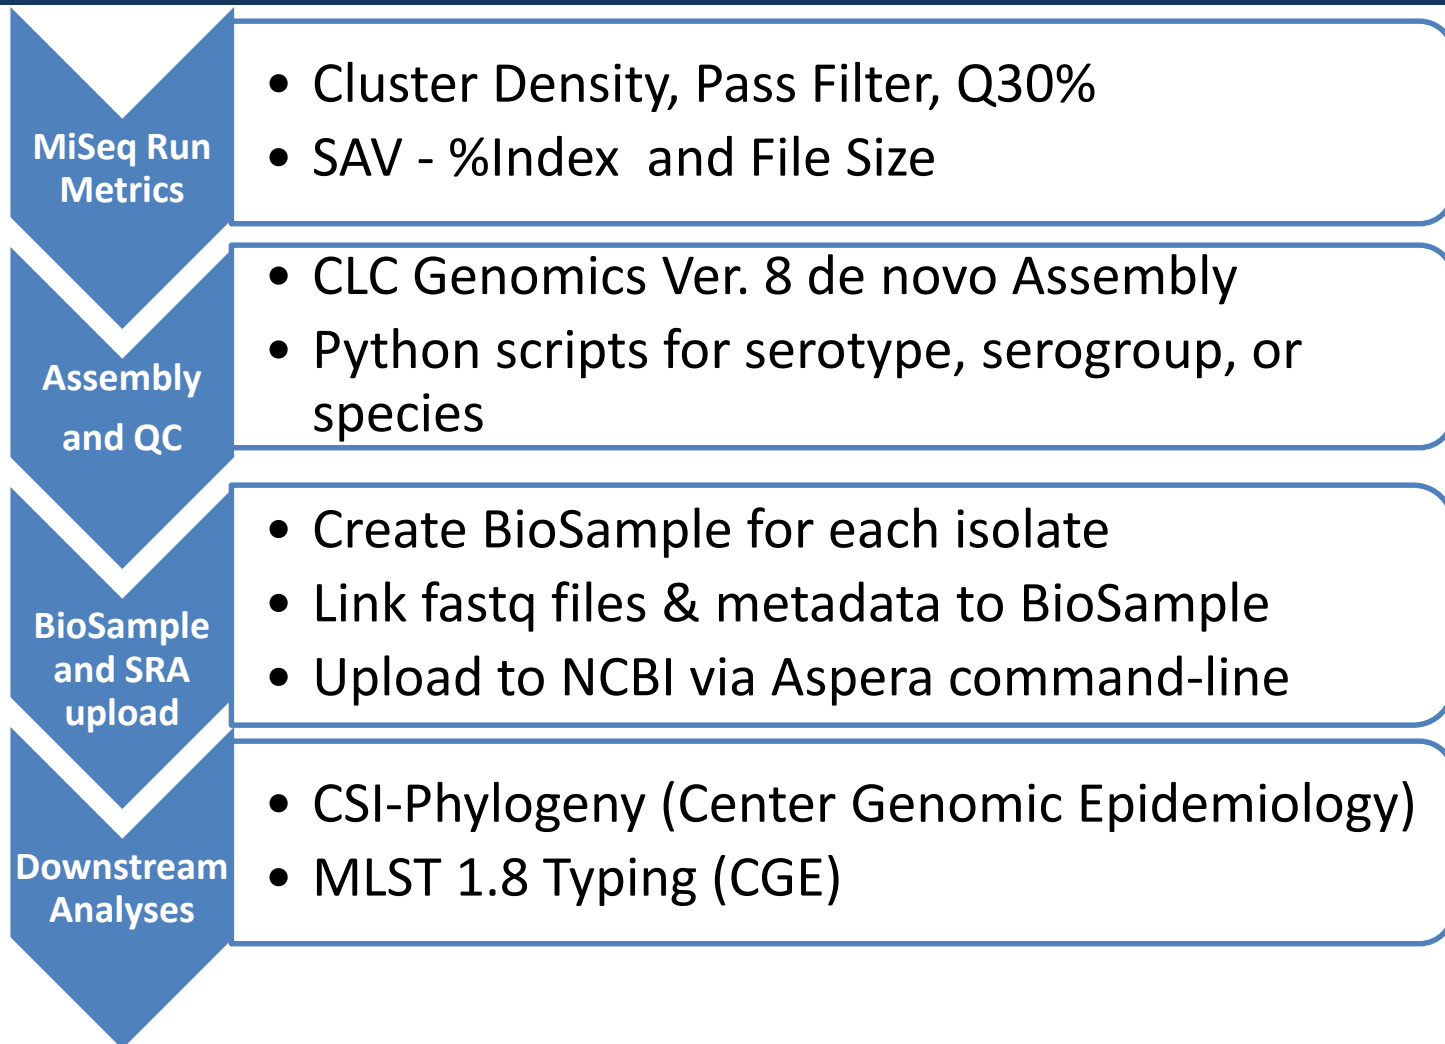 MiSeq Run
Metrics
• Cluster Density, Pass Filter, Q30%
• SAV - %Index  and File Size
Assembly
and QC
• CLC Genomics Ver. 8 de novo Assembly
• Python scripts for serotype, serogroup, or
species
BioSample
and SRA
upload
• Create BioSample for each isolate
• Link fastq files & metadata to BioSample
• Upload to NCBI via Aspera command-line
Downstream
Analyses
• CSI-Phylogeny (Center Genomic Epidemiology)
• MLST 1.8 Typing (CGE)